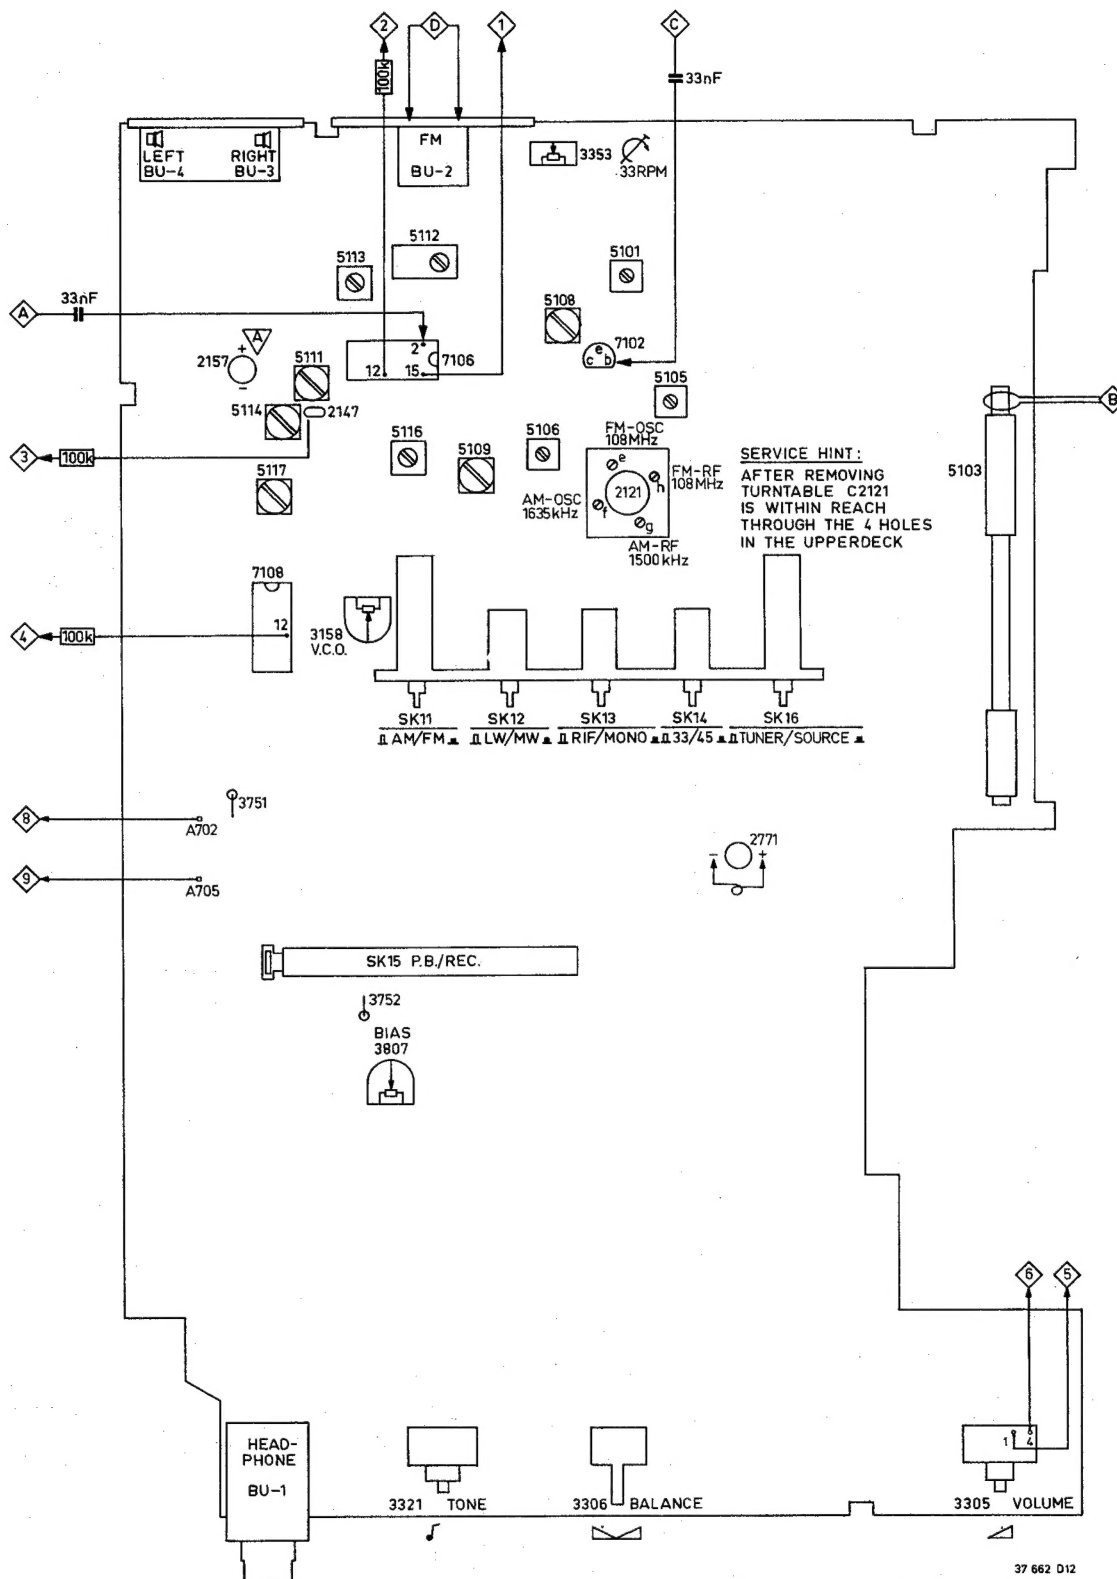 2
D
1
C
100k
33nF
LEFT
BU-4
RIGHT
BU-3
FM
BU-2
3353
33RPM
5112
5113
5101
A
33nF
5108
A
2157
+
-
2
7106
12
15
e
c b
7102
5111
5105
B
5114
2147
5116
5109
5106
FM-OSC
108MHz
e
h
FM-RF
108MHz
2121
AM-OSC
1635kHz
f
g
AM-RF
1500kHz
SERVICE HINT:
AFTER REMOVING
TURNTABLE C2121
IS WITHIN REACH
THROUGH THE 4 HOLES
IN THE UPPERDECK
5103
3
100k
5117
7108
12
4
100k
3158
V.C.O.
SK11
AM/FM
SK12
LW/MW
SK13
RIF/MONO
SK14
33/45
SK16
TUNER/SOURCE
8
A702
3751
9
A705
2771
- +
SK15 P.B./REC.
3752
BIAS
3807
6
5
HEAD-
PHONE
BU-1
3321 TONE
3306 BALANCE
1 4
3305 VOLUME
37 662 D12